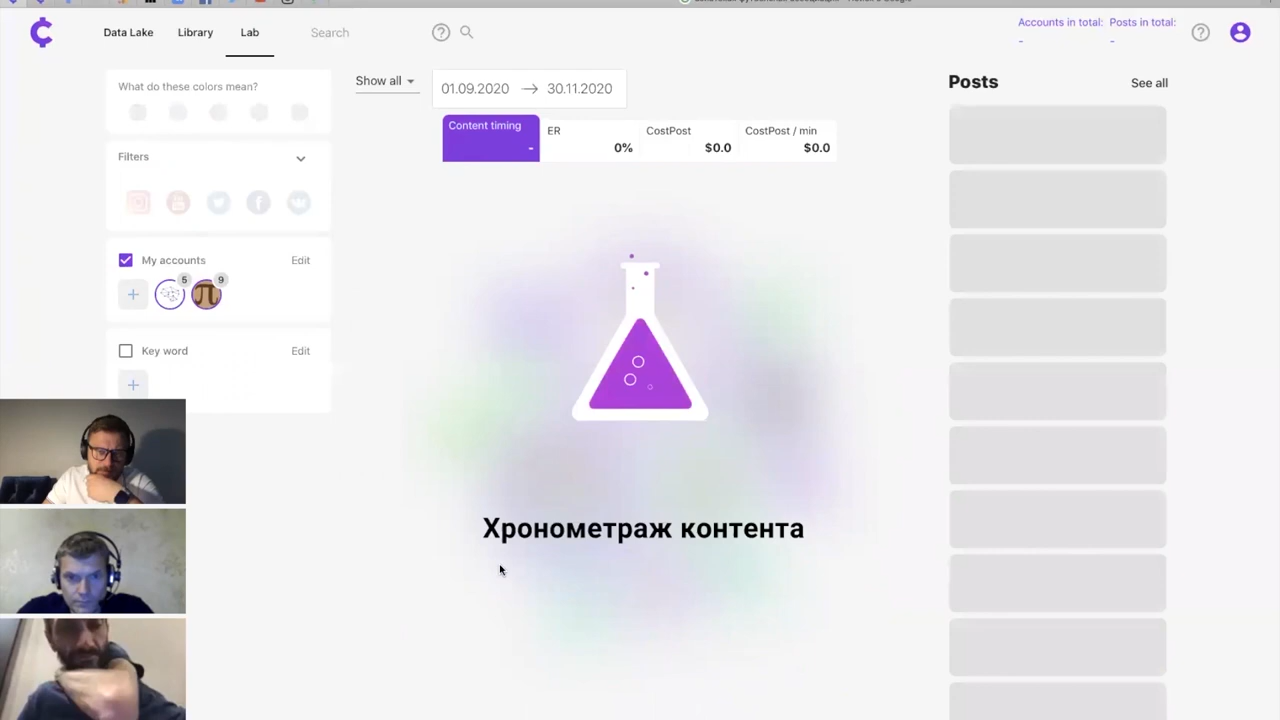 Data Lake Library Lab Search
Accounts in total: Posts in total:
- -
What do these colors mean?
Show all
01.09.2020 → 30.11.2020
Posts See all
Content timing ER CostPost CostPost / min
- 0% $0.0 $0.0
Filters
My accounts Edit
5 9
Key word Edit
Хронометраж контента